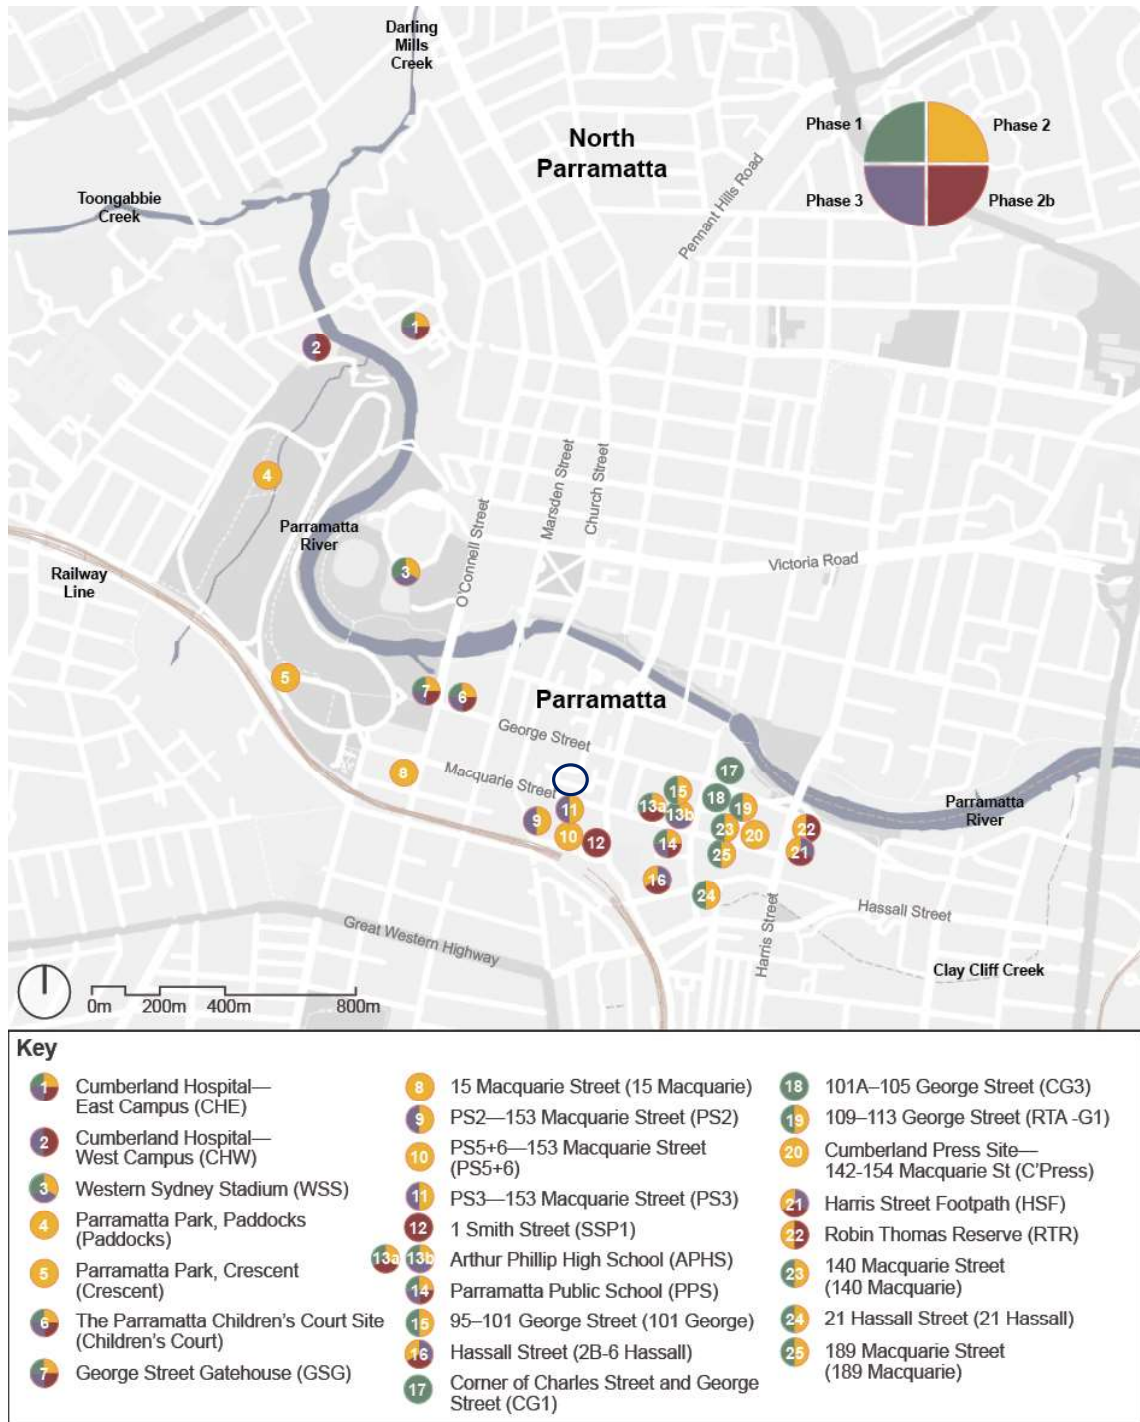 Darling
Mills
Creek
North
Parramatta
Phase 1
Phase 2
Phase 3
Phase 2b
Pennant Hills Road
Toongabbie
Creek
1
2
4
Parramatta
River
Marsden Street
Church Street
O'Connell Street
Victoria Road
3
Railway
Line
5
7
6
Parramatta
George Street
8
Macquarie Street
17
15
18
13a
13b
19
11
9
10
12
23
20
22
Parramatta
River
14
25
21
16
24
Hassall Street
Harris Street
Great Western Highway
Clay Cliff Creek
0m
200m
400m
800m
Key
1 Cumberland Hospital—
East Campus (CHE)
2 Cumberland Hospital—
West Campus (CHW)
3 Western Sydney Stadium (WSS)
4 Parramatta Park, Paddocks
(Paddocks)
5 Parramatta Park, Crescent
(Crescent)
6 The Parramatta Children's Court Site
(Children's Court)
7 George Street Gatehouse (GSG)
8 15 Macquarie Street (15 Macquarie)
9 PS2—153 Macquarie Street (PS2)
10 PS5+6—153 Macquarie Street
(PS5+6)
11 PS3—153 Macquarie Street (PS3)
12 1 Smith Street (SSP1)
13a 13b Arthur Phillip High School (APHS)
14 Parramatta Public School (PPS)
15 95–101 George Street (101 George)
16 Hassall Street (2B-6 Hassall)
17 Corner of Charles Street and George
Street (CG1)
18 101A–105 George Street (CG3)
19 109–113 George Street (RTA -G1)
20 Cumberland Press Site—
142-154 Macquarie St (C'Press)
21 Harris Street Footpath (HSF)
22 Robin Thomas Reserve (RTR)
23 140 Macquarie Street
(140 Macquarie)
24 21 Hassall Street (21 Hassall)
25 189 Macquarie Street
(189 Macquarie)